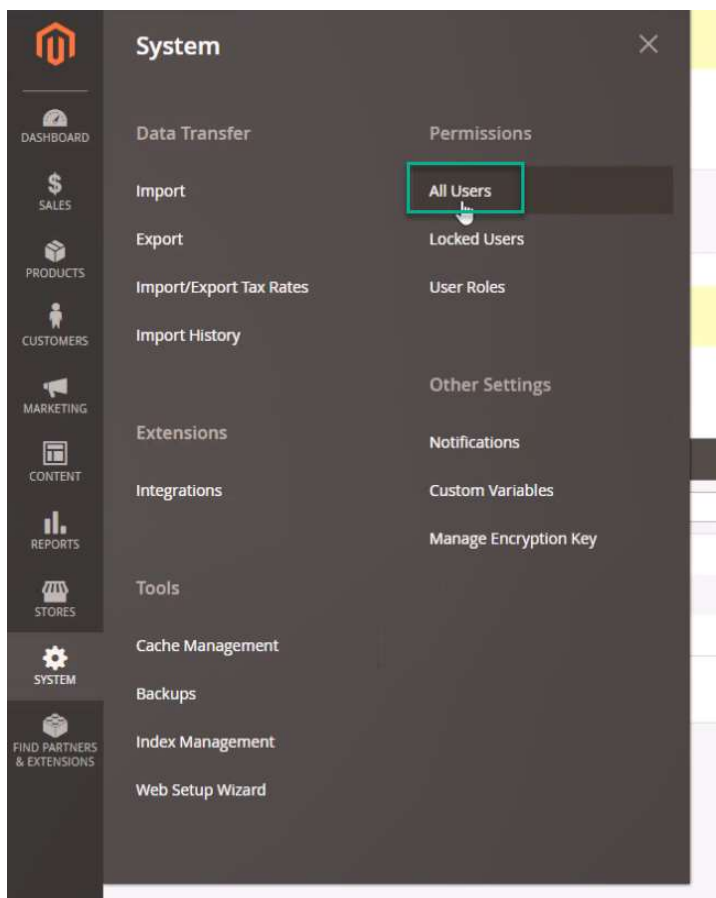 DASHBOARD
SALES
PRODUCTS
CUSTOMERS
MARKETING
CONTENT
REPORTS
STORES
SYSTEM
FIND PARTNERS
& EXTENSIONS
System
Data Transfer
Import
Export
Import/Export Tax Rates
Import History
Extensions
Integrations
Tools
Cache Management
Backups
Index Management
Web Setup Wizard
Permissions
All Users
Locked Users
User Roles
Other Settings
Notifications
Custom Variables
Manage Encryption Key